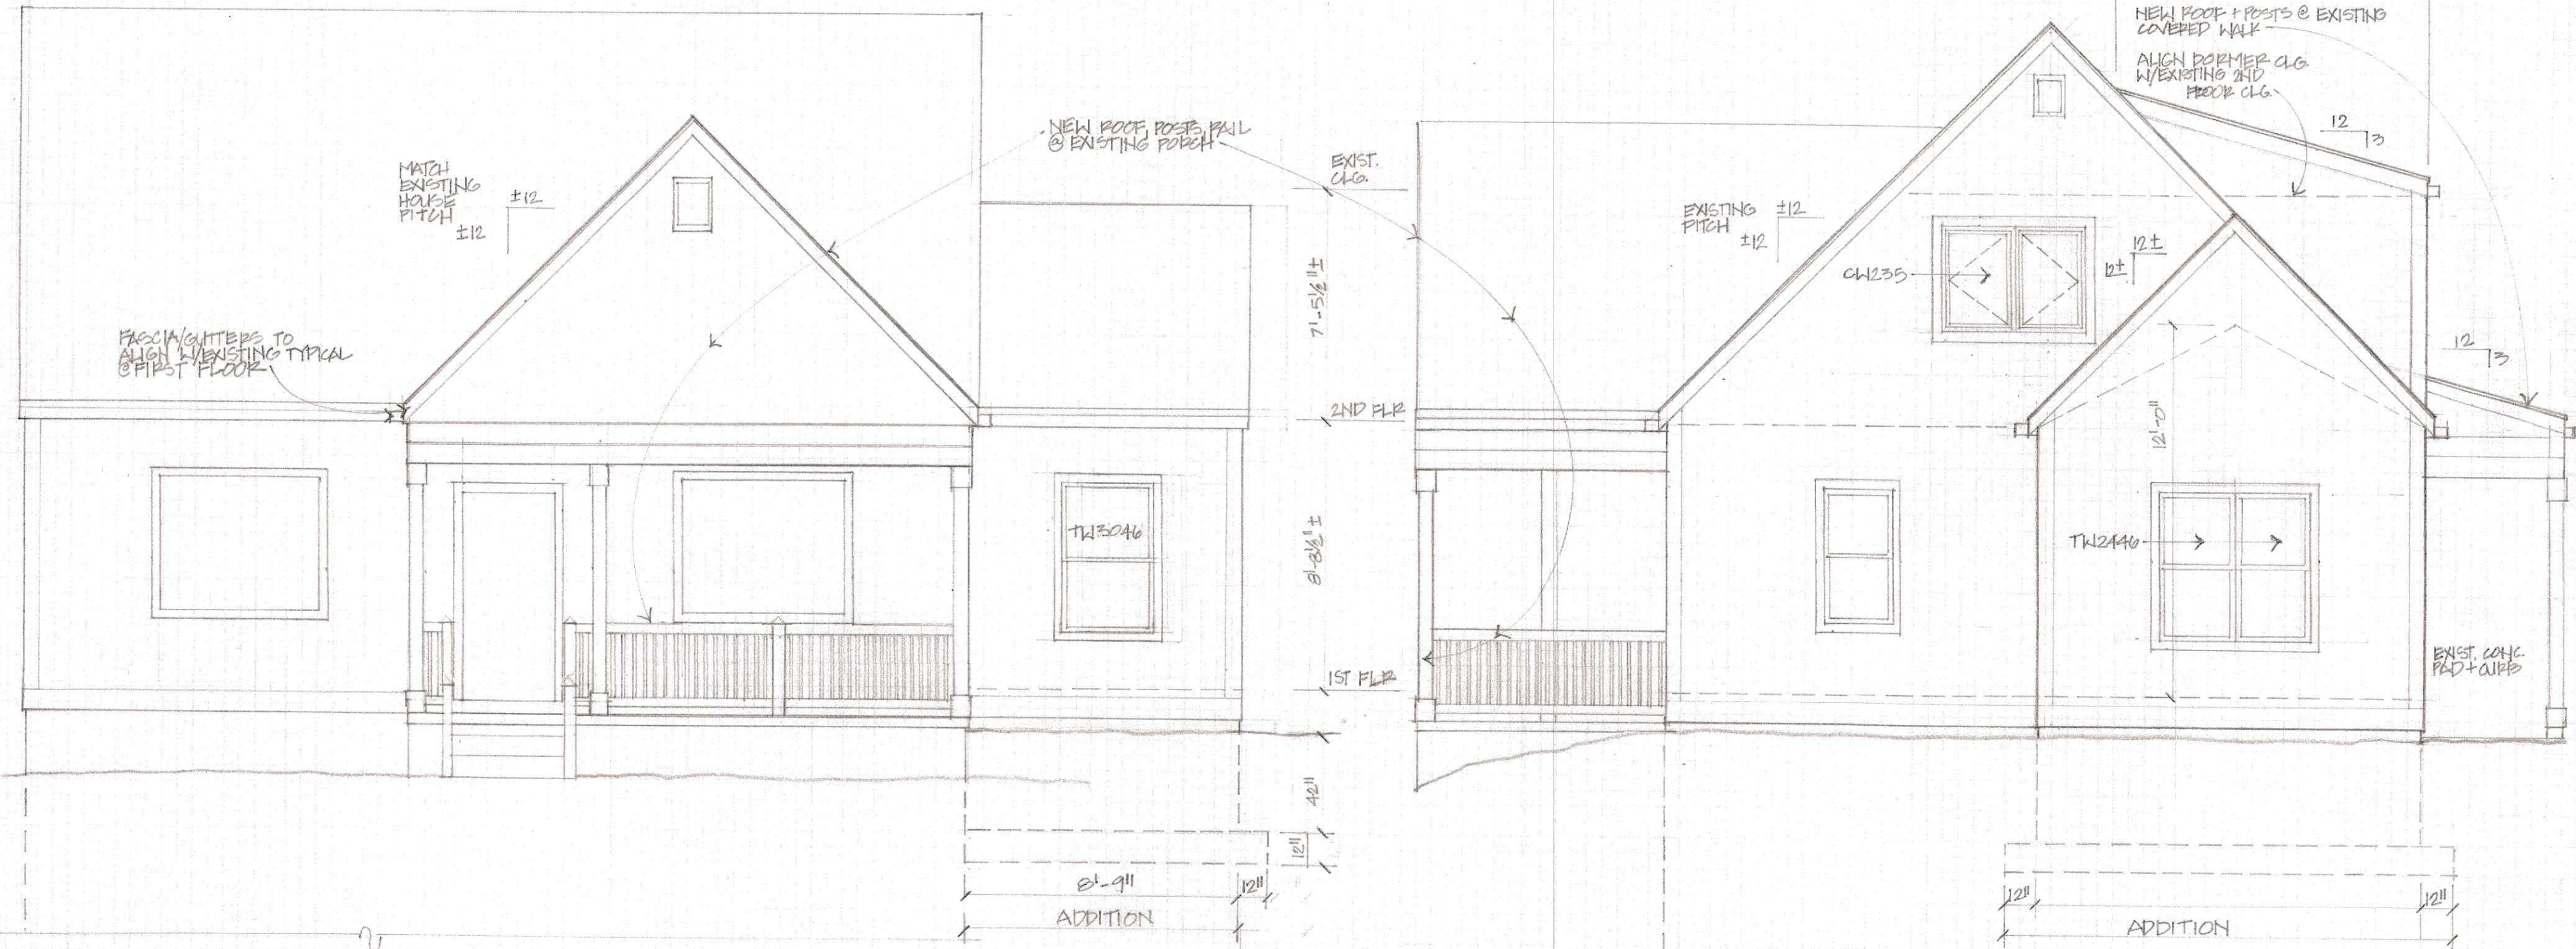 MATCH
EXISTING
HOUSE
PITCH
±12
±12
FASCIA/GUTTERS TO
ALIGN W/EXISTING TYPICAL
@ FIRST FLOOR
NEW ROOF, POSTS, RAIL
@ EXISTING PORCH
TW3046
EXIST.
CLG.
7'-5½"±
2ND FLR
8'-8½"±
1ST FLR
42"
12"
8'-9"
12"
ADDITION
NEW ROOF + POSTS @ EXISTING
COVERED WALK
ALIGN DORMER CLG.
W/EXISTING 2ND
FLOOR CLG.
12
3
EXISTING
PITCH
±12
±12
CW235
12±
12±
12
3
12'-0"
TW2446
EXIST. CONC.
PAD + CURB
12"
12"
ADDITION